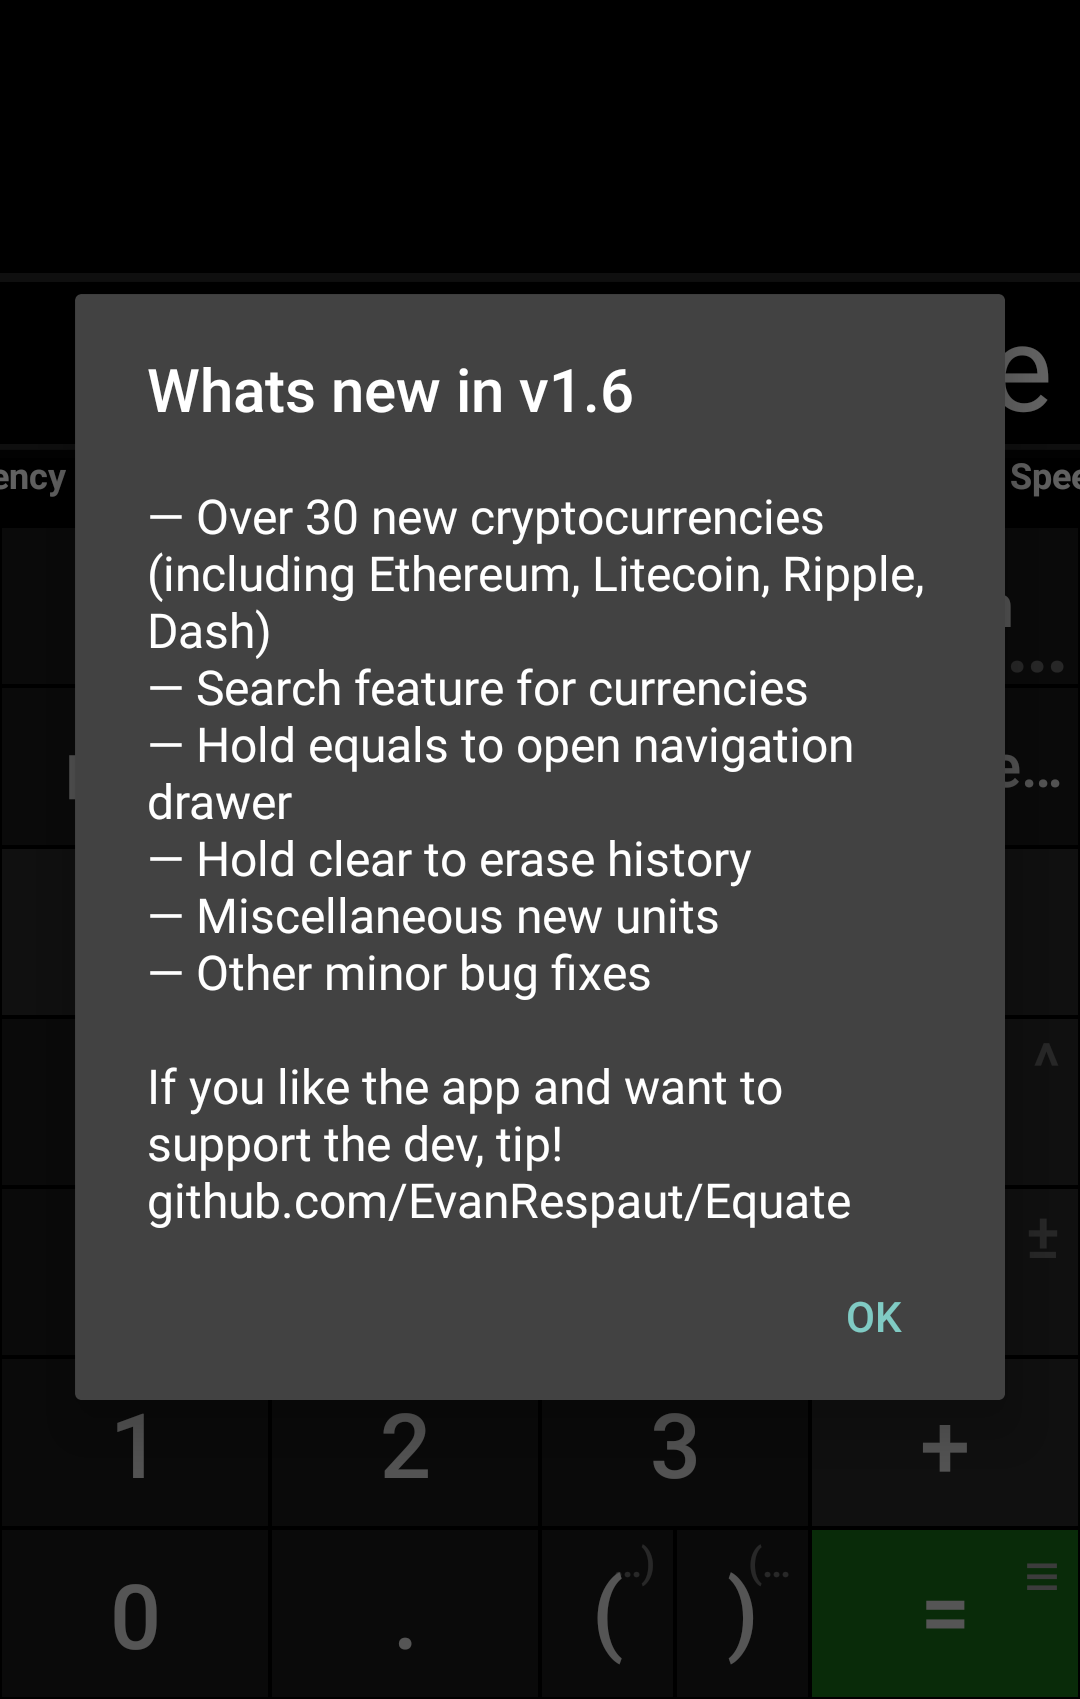 Whats new in v1.6
— Over 30 new cryptocurrencies
(including Ethereum, Litecoin, Ripple,
Dash)
— Search feature for currencies
— Hold equals to open navigation
drawer
— Hold clear to erase history
— Miscellaneous new units
— Other minor bug fixes
If you like the app and want to
support the dev, tip!
github.com/EvanRespaut/Equate
OK
^
±
1 2 3 +
..) (...
0 . ( ) =